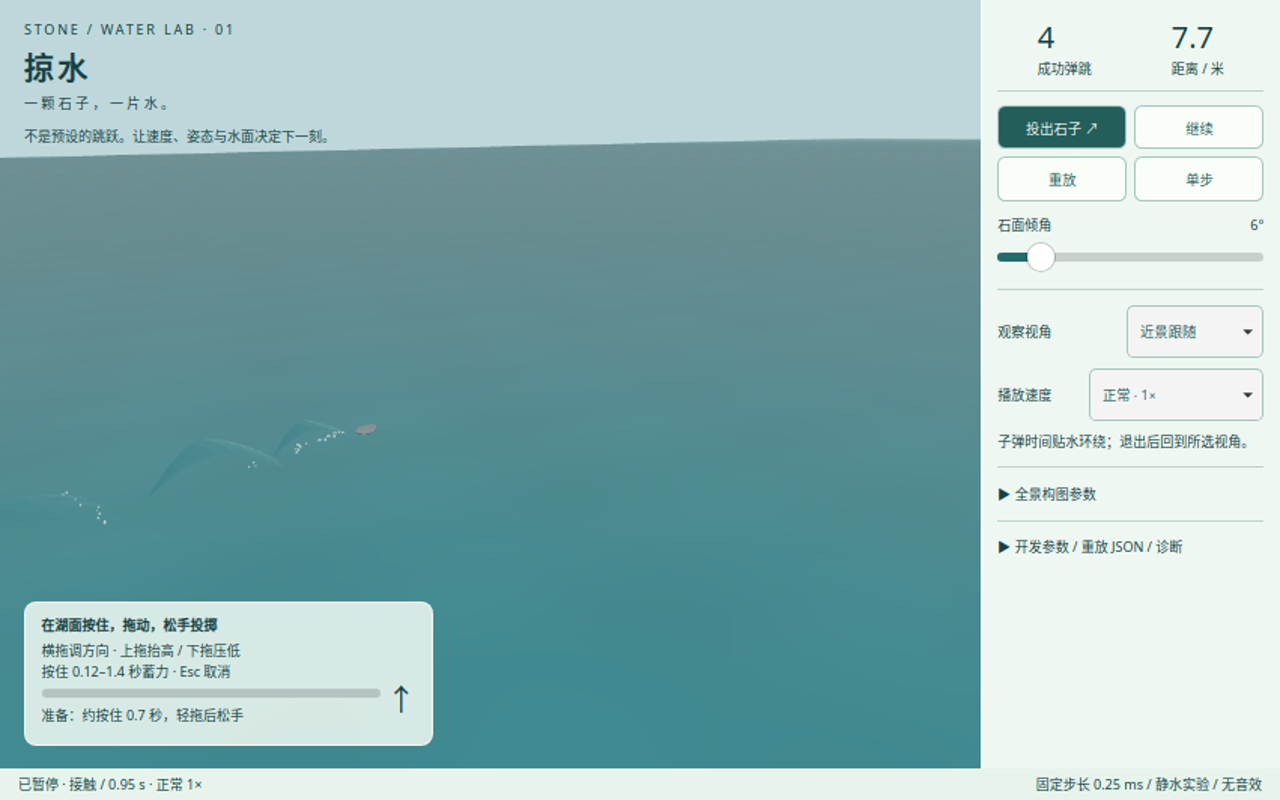 STONE / WATER LAB · 01
掠水
一颗石子，一片水。
不是预设的跳跃。让速度、姿态与水面决定下一刻。
4
成功弹跳
7.7
距离 / 米
投出石子 ↗
继续
重放
单步
石面倾角
6°
观察视角
近景跟随
播放速度
正常 · 1×
子弹时间贴水环绕；退出后回到所选视角。
▶ 全景构图参数
▶ 开发参数 / 重放 JSON / 诊断
在湖面按住，拖动，松手投掷
横拖调方向 · 上拖抬高 / 下拖压低
按住 0.12–1.4 秒蓄力 · Esc 取消
↑
准备：约按住 0.7 秒，轻拖后松手
已暂停 · 接触 / 0.95 s · 正常 1×
固定步长 0.25 ms / 静水实验 / 无音效